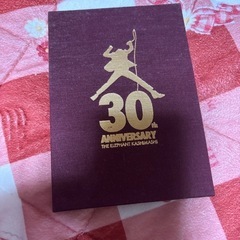 30th
ANNIVERSARY
THE ELEPHANT KASHIMASHI